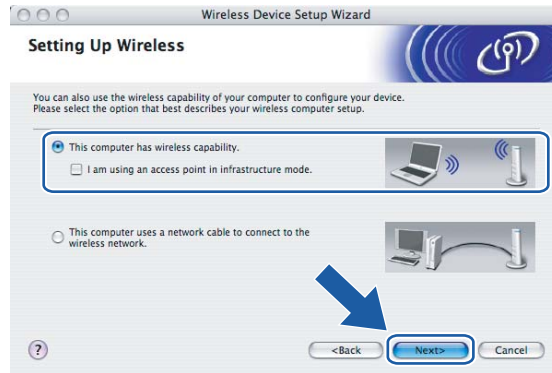 Wireless Device Setup Wizard
Setting Up Wireless
You can also use the wireless capability of your computer to configure your device.
Please select the option that best describes your wireless computer setup.
This computer has wireless capability.
I am using an access point in infrastructure mode.
This computer uses a network cable to connect to the
wireless network.
?
<Back
Next>
Cancel